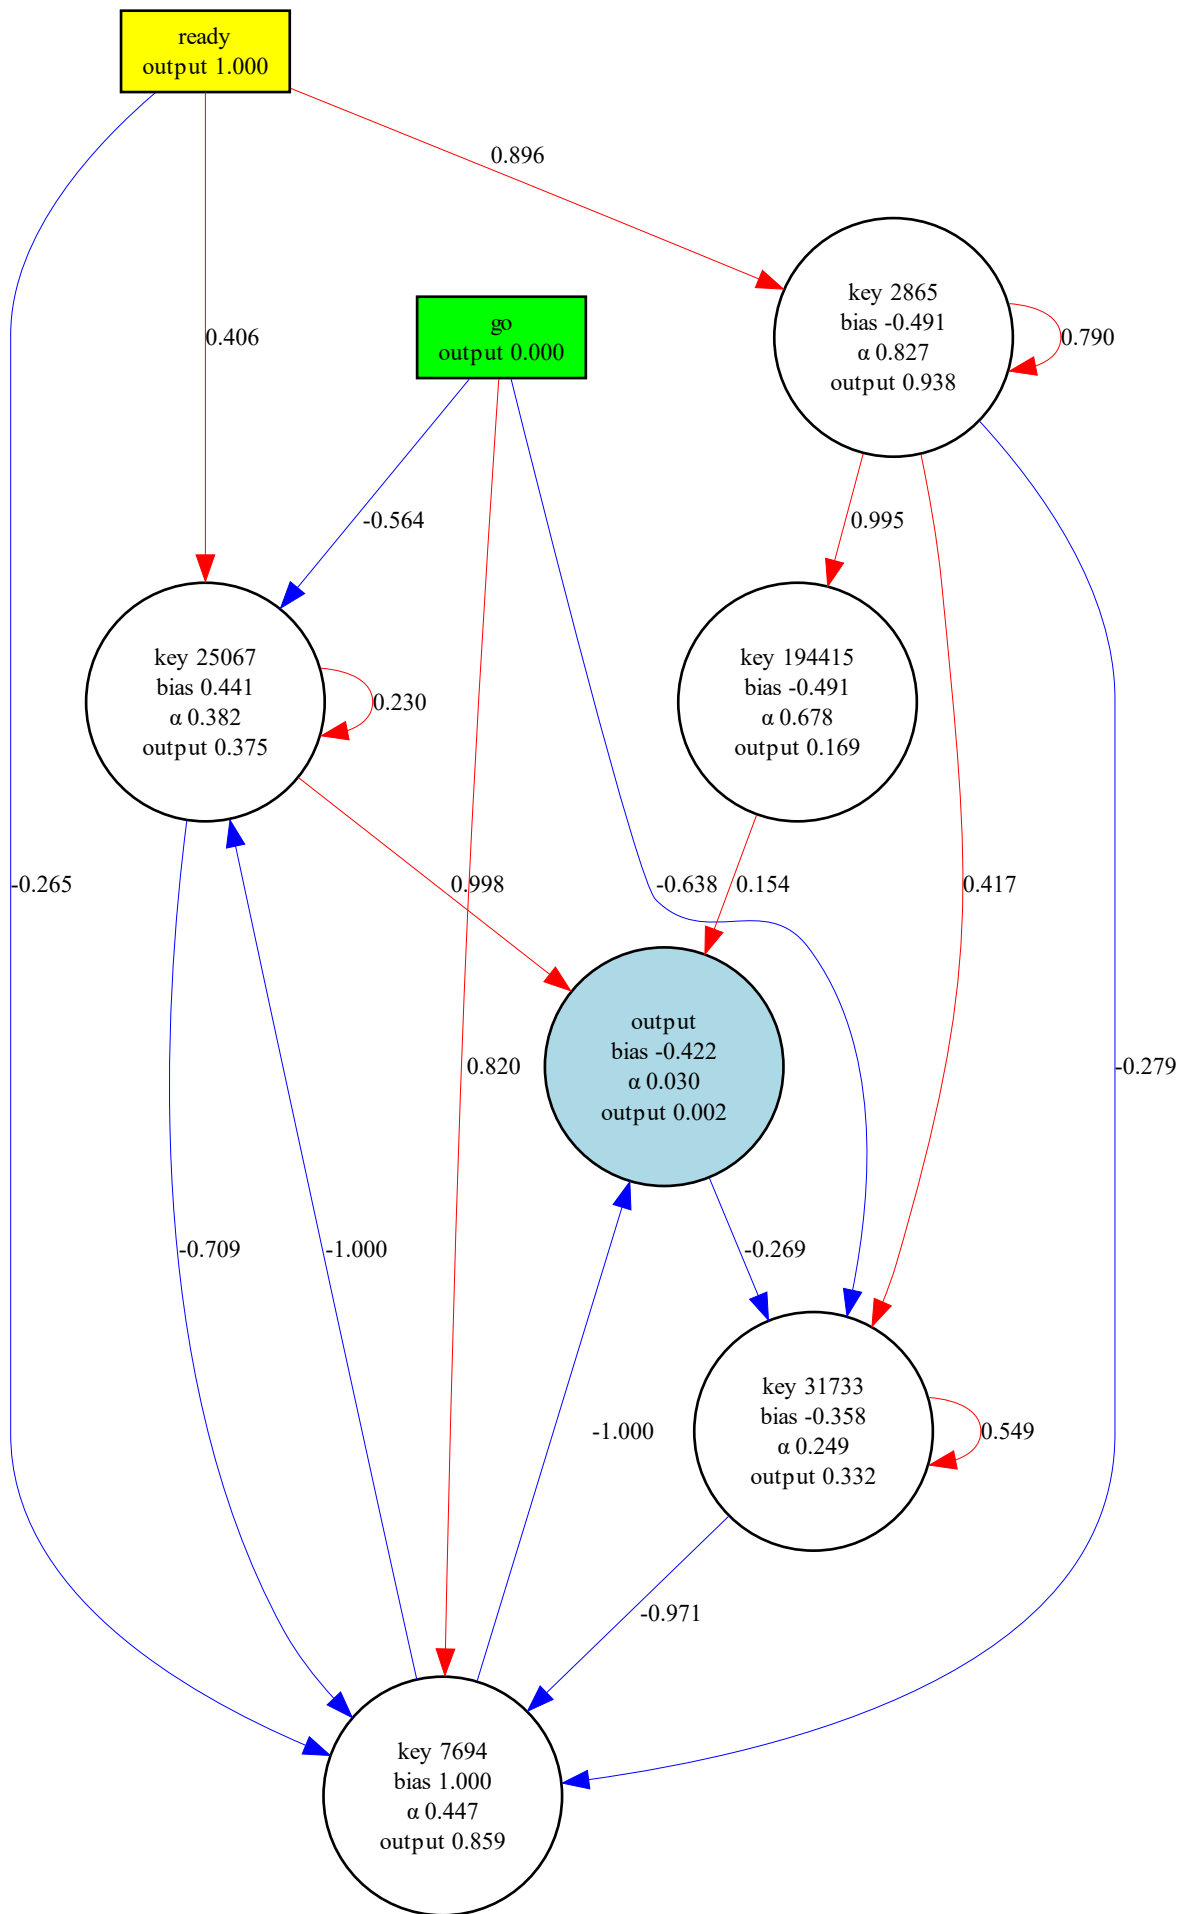 ready
output 1.000
0.896
key 2865
bias -0.491
α 0.827
output 0.938
0.790
go
output 0.000
0.406
-0.564
0.995
key 25067
bias 0.441
α 0.382
output 0.375
0.230
key 194415
bias -0.491
α 0.678
output 0.169
-0.265
0.998
-0.638
0.154
0.417
output
bias -0.422
α 0.030
output 0.002
0.820
-0.279
-0.709
-1.000
-0.269
-1.000
key 31733
bias -0.358
α 0.249
output 0.332
0.549
-0.971
key 7694
bias 1.000
α 0.447
output 0.859